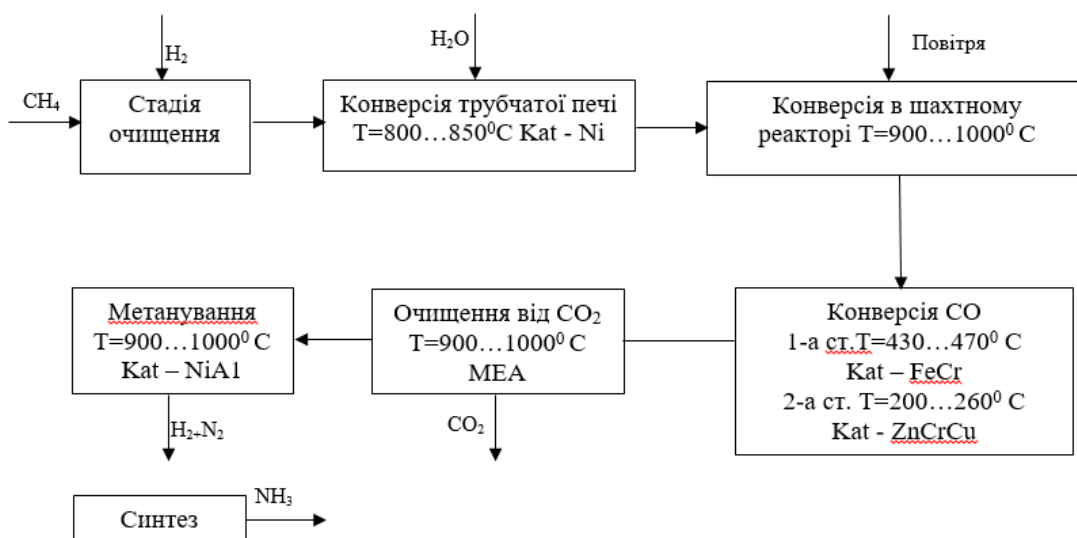 H₂
H₂O
Повітря
CH₄
Стадія
очищення
Конверсія трубчатої печі
T=800…850⁰C Kat - Ni
Конверсія в шахтному
реакторі T=900…1000⁰ C
Метанування
T=900…1000⁰ C
Kat – NiA1
Очищення від CO₂
T=900…1000⁰ C
MEA
Конверсія CO
1-а ст.T=430…470⁰ C
Kat – FeCr
2-а ст. T=200…260⁰ C
Kat - ZnCrCu
H₂₊N₂
CO₂
Синтез
NH₃